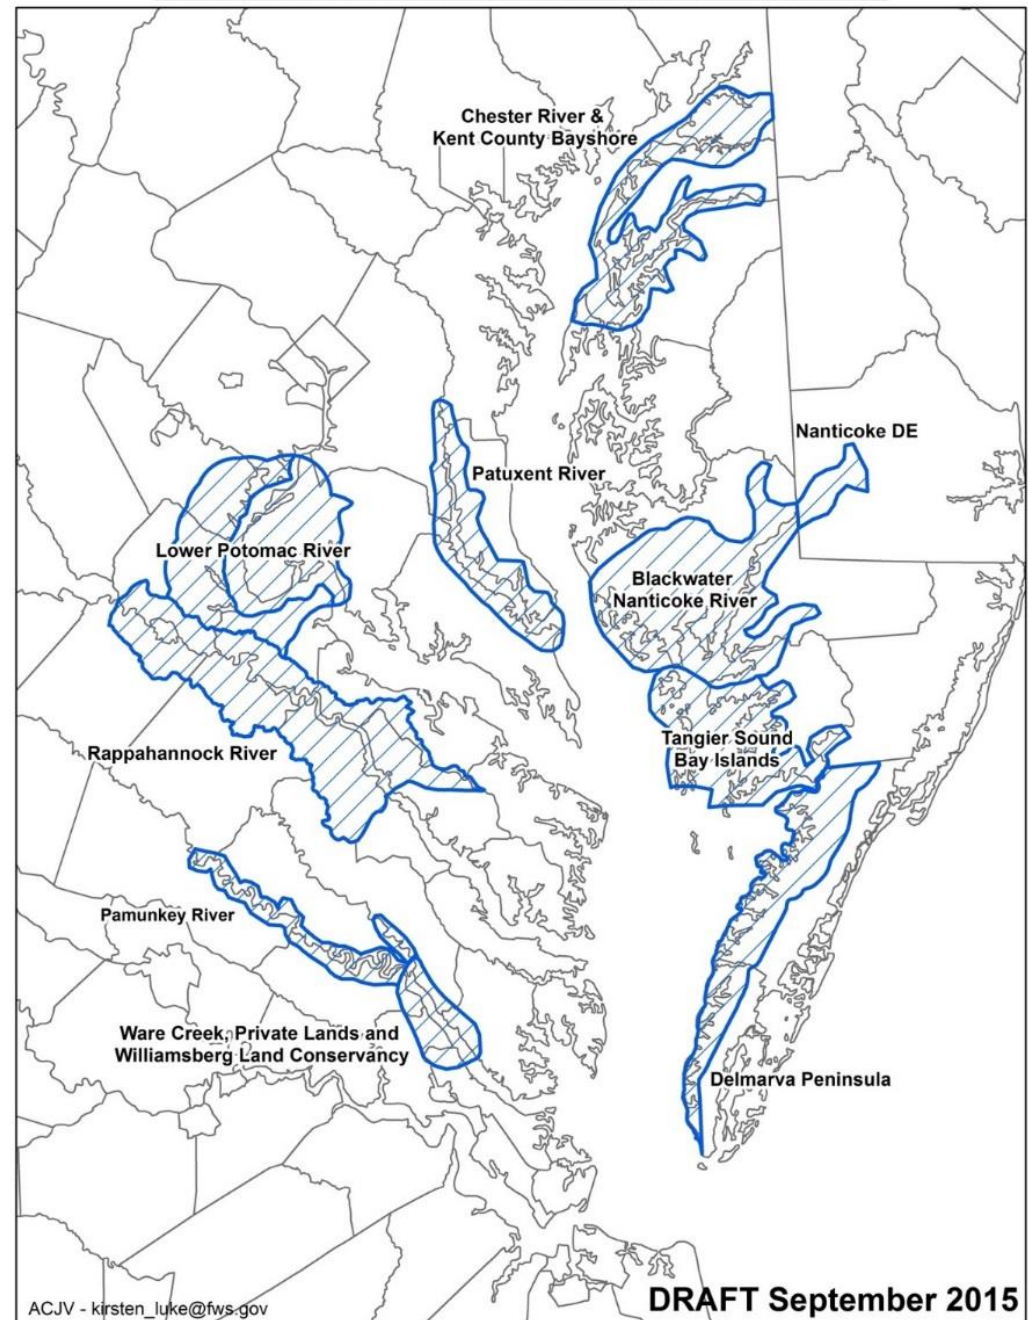 Chester River &
Kent County Bayshore
Nanticoke DE
Patuxent River
Lower Potomac River
Blackwater
Nanticoke River
Rappahannock River
Tangier Sound
Bay Islands
Pamunkey River
Ware Creek, Private Lands and
Williamsberg Land Conservancy
Delmarva Peninsula
ACJV - kirsten_luke@fws.gov
DRAFT September 2015